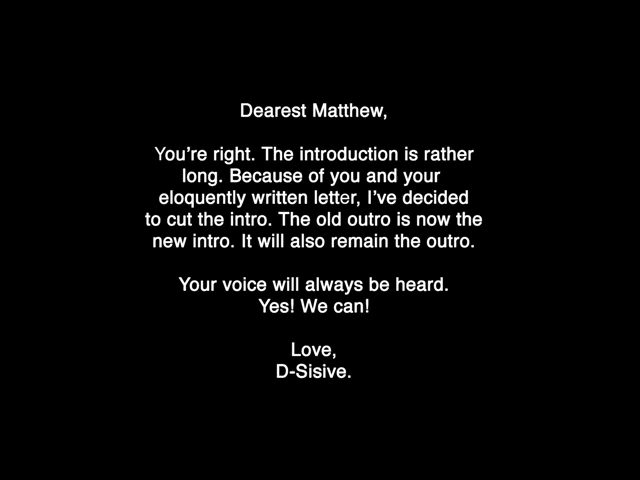 Dearest Matthew,
You're right. The introduction is rather
long. Because of you and your
eloquently written letter, I've decided
to cut the intro. The old outro is now the
new intro. It will also remain the outro.
Your voice will always be heard.
Yes! We can!
Love,
D-Sisive.